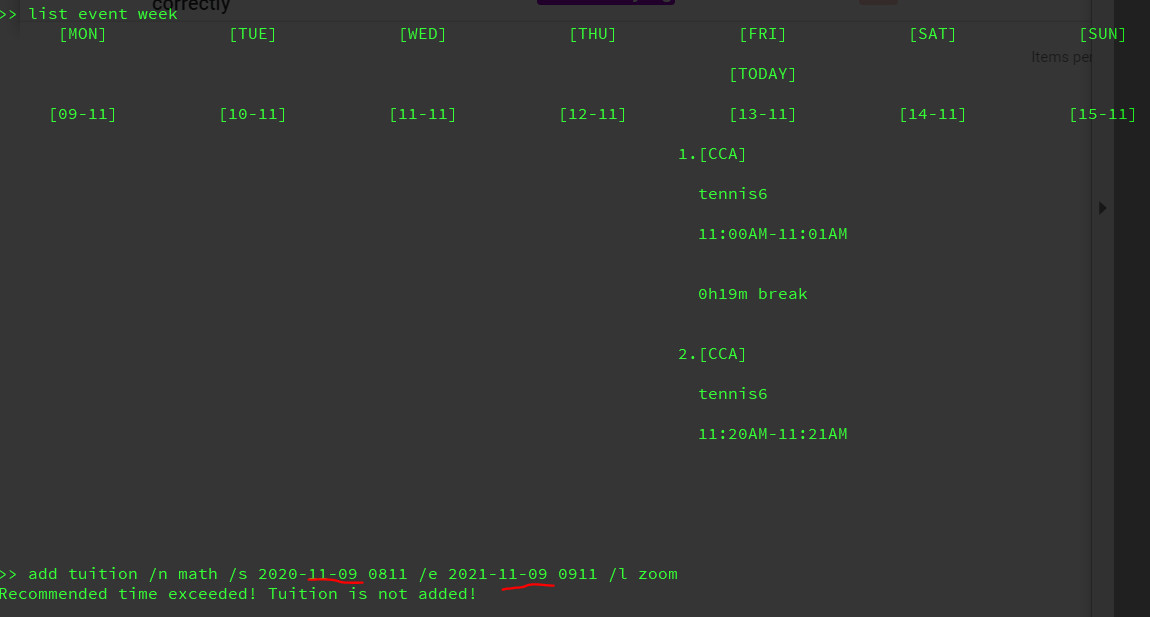 correctly
>> list event week
[MON] [TUE] [WED] [THU] [FRI] [SAT] [SUN]
Items per
[TODAY]
[09-11] [10-11] [11-11] [12-11] [13-11] [14-11] [15-11]
1.[CCA]
tennis6
11:00AM-11:01AM
0h19m break
2.[CCA]
tennis6
11:20AM-11:21AM
>> add tuition /n math /s 2020-11-09 0811 /e 2021-11-09 0911 /l zoom
Recommended time exceeded! Tuition is not added!